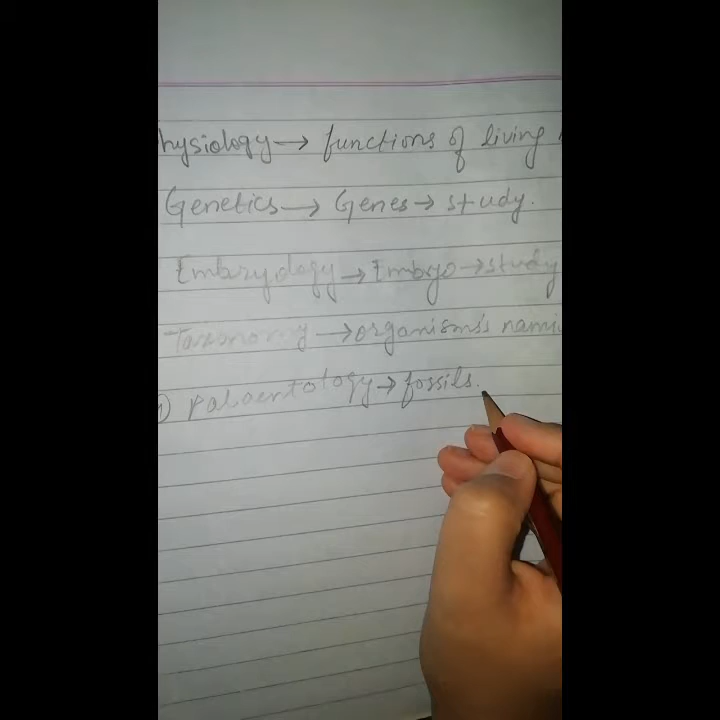 hysiology → functions of living
Genetics → Genes → study.
Embryology → Embryo → study
Taxonomy → organisms's nami
) Palaentology → fossils.